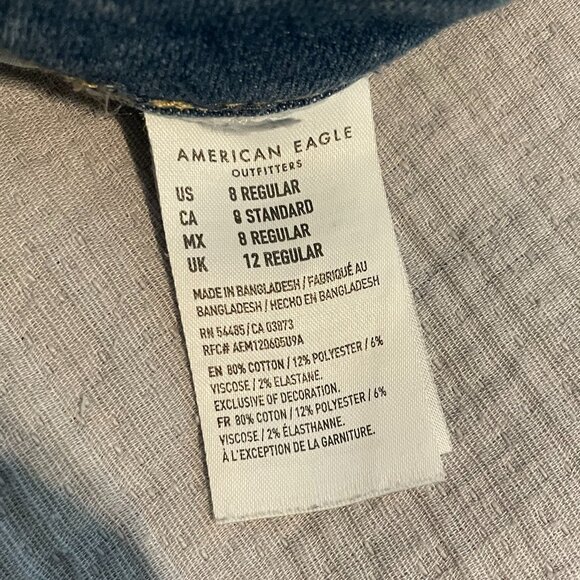 AMERICAN EAGLE
OUTFITTERS
US 8 REGULAR
CA 8 STANDARD
MX 8 REGULAR
UK 12 REGULAR
MADE IN BANGLADESH / FABRIQUÉ AU
BANGLADESH / HECHO EN BANGLADESH
RN 54485 / CA 03873
RFC# AEM120605U9A
EN 80% COTTON / 12% POLYESTER / 6%
VISCOSE / 2% ELASTANE.
EXCLUSIVE OF DECORATION.
FR 80% COTON / 12% POLYESTER / 6%
VISCOSE / 2% ÉLASTHANNE.
À L'EXCEPTION DE LA GARNITURE.